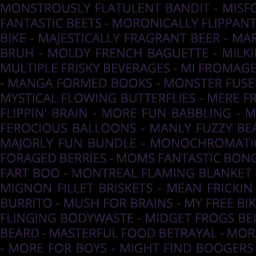 MONSTROUSLY FLATULENT BANDIT - MISFO
FANTASTIC BEETS - MORONICALLY FLIPPANT
BIKE - MAJESTICALLY FRAGRANT BEER - MAR
BRUH - MOLDY FRENCH BAGUETTE - MILKI
MULTIPLE FRISKY BEVERAGES - MI FROMAGE
- MANGA FORMED BOOKS - MONSTER FUSE
MYSTICAL FLOWING BUTTERFLIES - MERE FR
FLIPPIN' BRAIN - MORE FUN BABBLING - M
FEROCIOUS BALLOONS - MANLY FUZZY BEA
MAJORLY FUN BUNDLE - MONOCHROMATI
FORAGED BERRIES - MOMS FANTASTIC BONG
FART BOO - MONTREAL FLAMING BLANKET
MIGNON FILLET BRISKETS - MEAN FRICKIN
BURRITO - MUSH FOR BRAINS - MY FREE BIK
FLINGING BODYWASTE - MIDGET FROGS BEL
BEARD - MASTERFUL FOOD BETRAYAL - MOR
- MORE FOR BOYS - MIGHT FIND BOOGERS